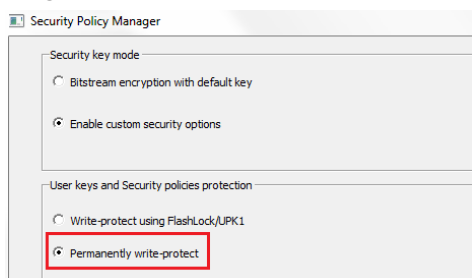 Security Policy Manager
Security key mode
Bitstream encryption with default key
Enable custom security options
User keys and Security policies protection
Write-protect using FlashLock/UPK1
Permanently write-protect